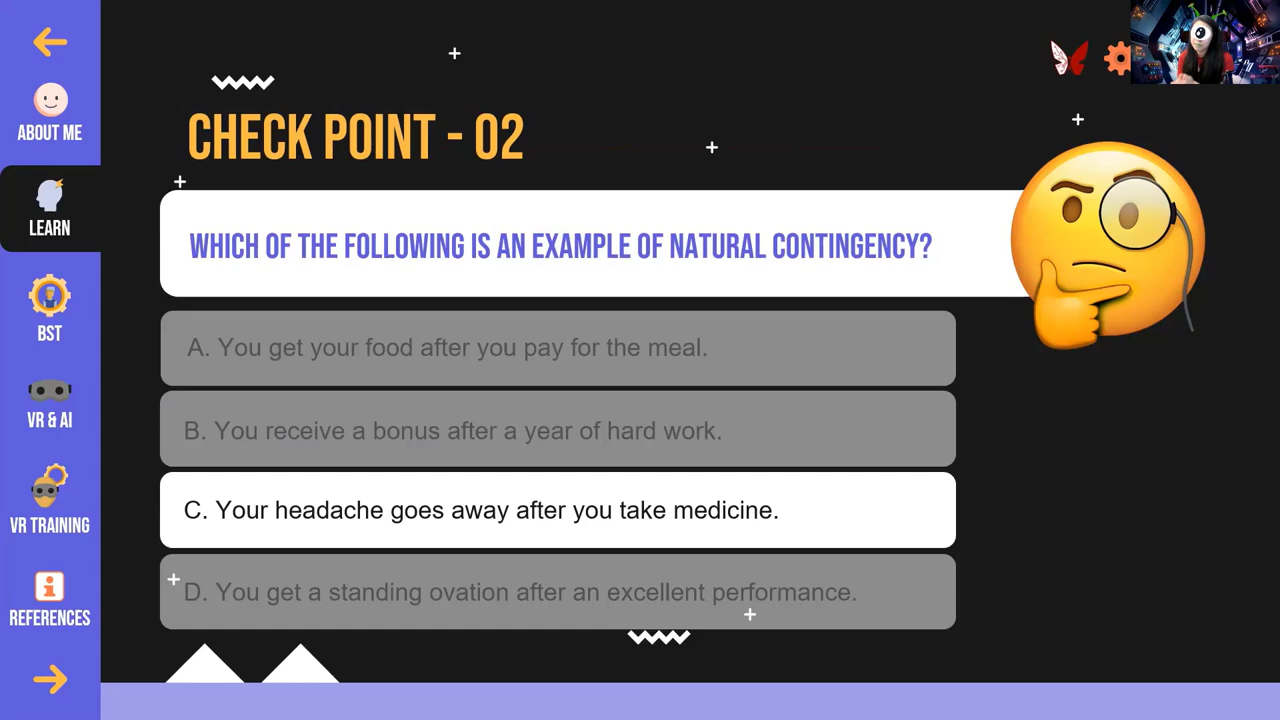 ABOUT ME
LEARN
BST
VR & AI
VR TRAINING
REFERENCES
CHECK POINT - 02
WHICH OF THE FOLLOWING IS AN EXAMPLE OF NATURAL CONTINGENCY?
A. You get your food after you pay for the meal.
B. You receive a bonus after a year of hard work.
C. Your headache goes away after you take medicine.
D. You get a standing ovation after an excellent performance.